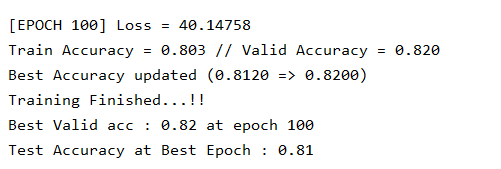 [EPOCH 100] Loss = 40.14758
Train Accuracy = 0.803 // Valid Accuracy = 0.820
Best Accuracy updated (0.8120 => 0.8200)
Training Finished...!!
Best Valid acc : 0.82 at epoch 100
Test Accuracy at Best Epoch : 0.81